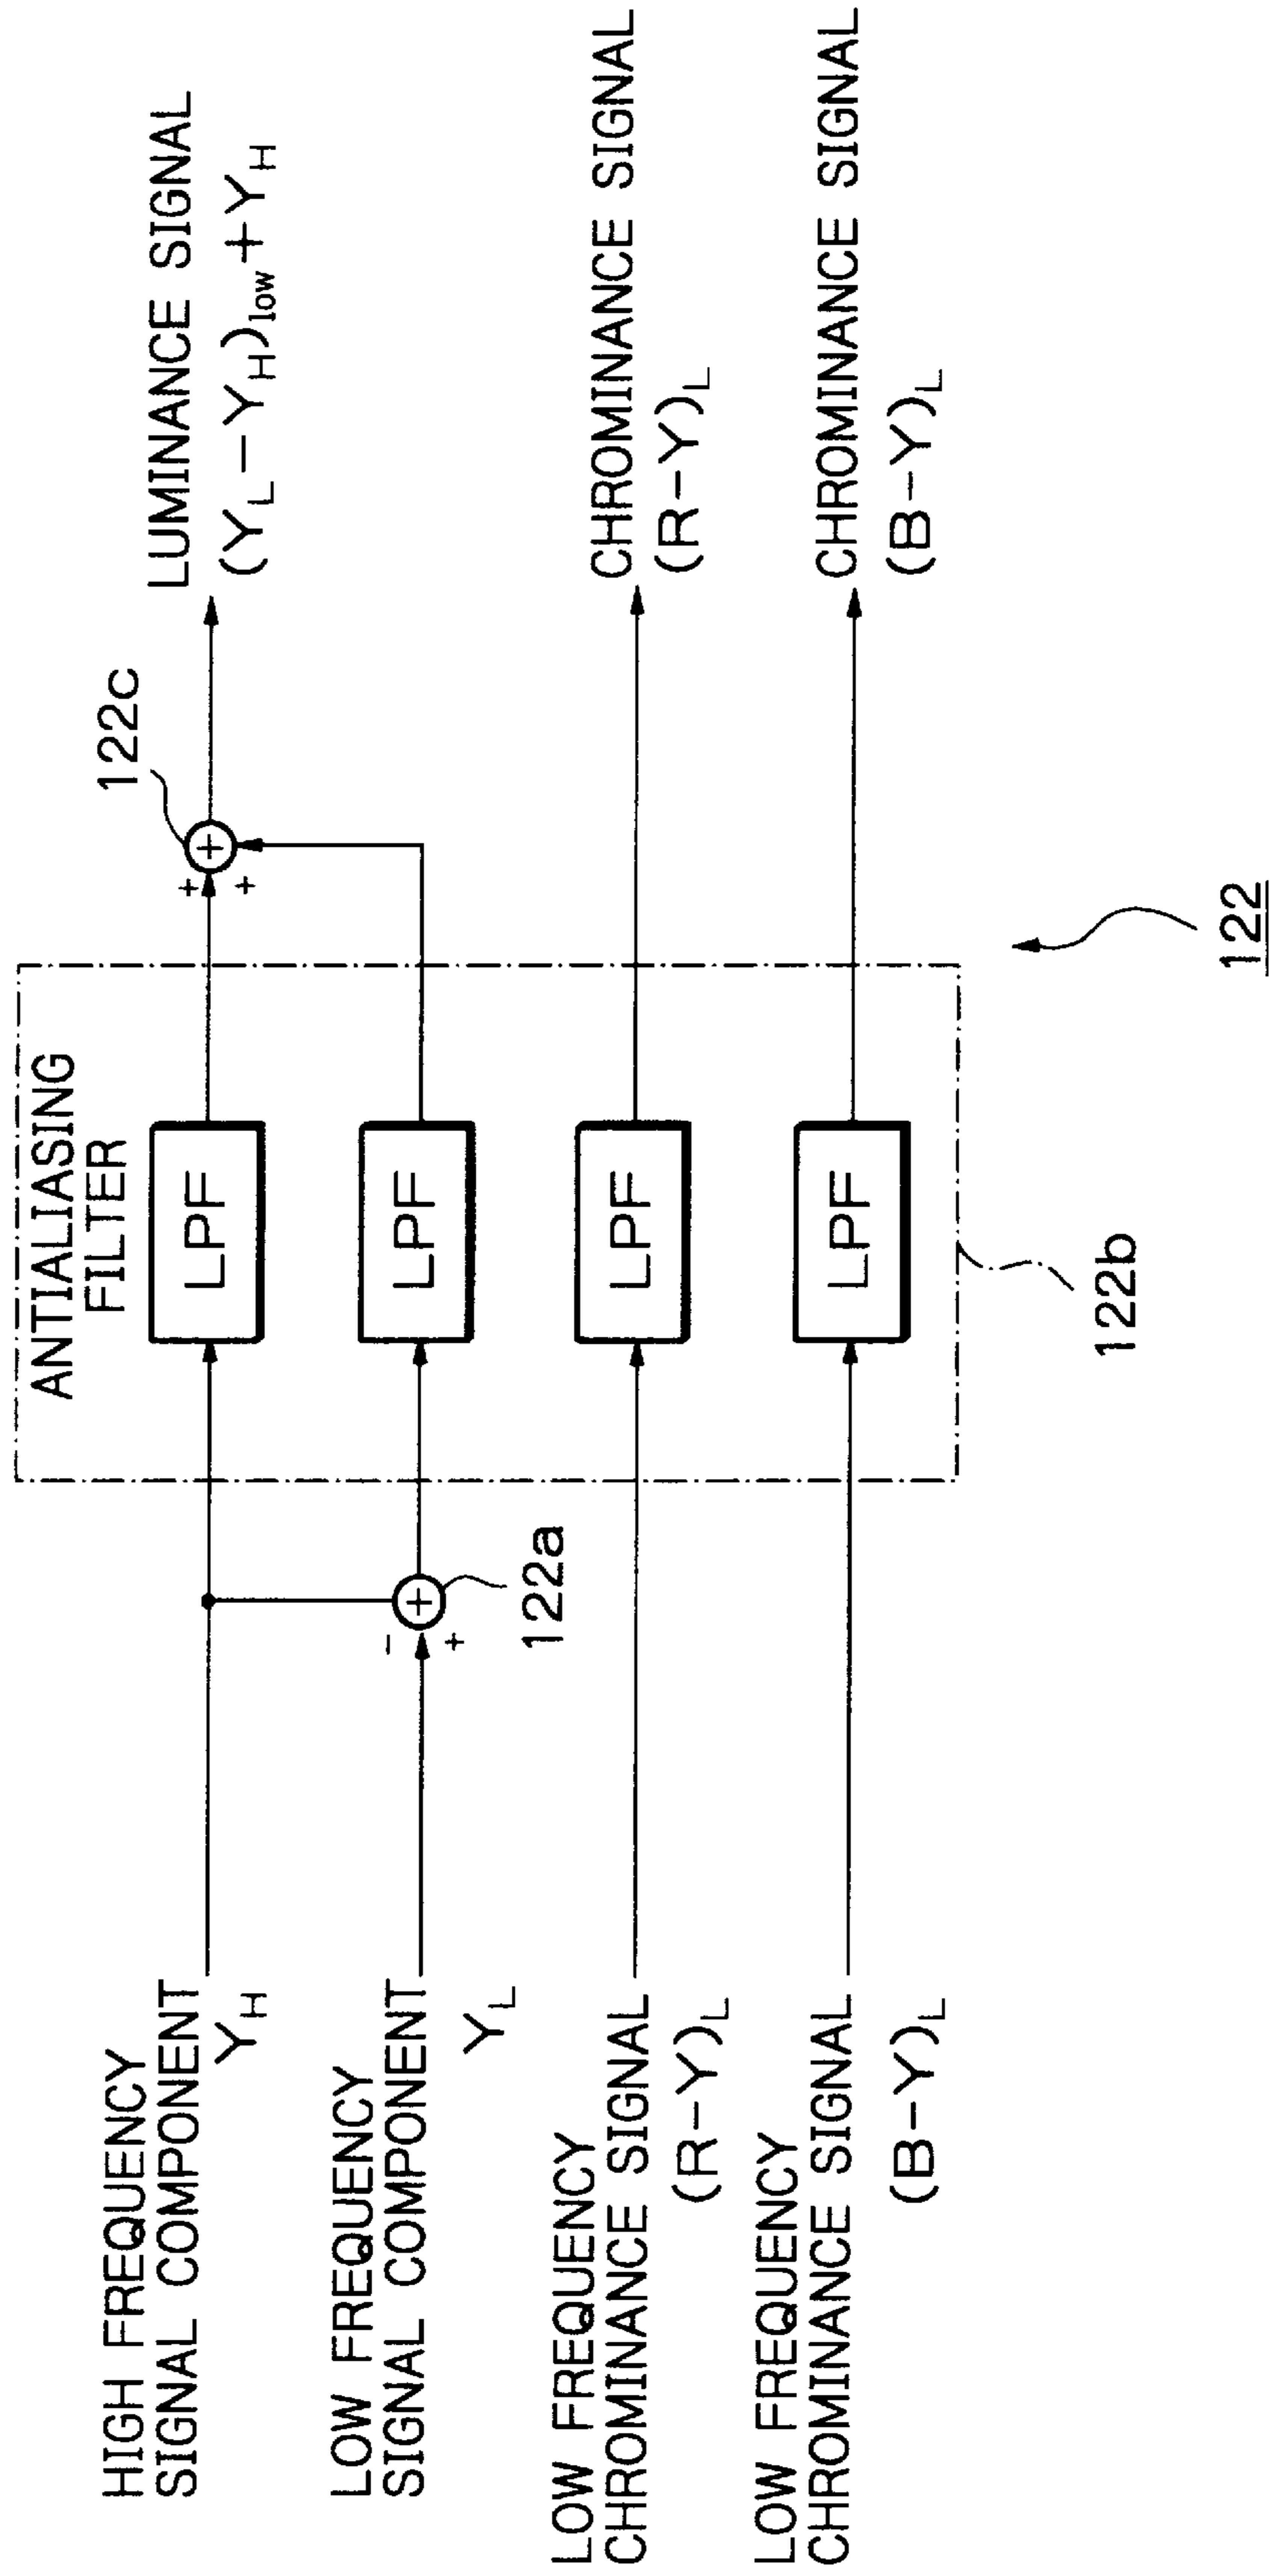 HIGH FREQUENCY
SIGNAL COMPONENT
Y_H
LOW FREQUENCY
SIGNAL COMPONENT
Y_L
LOW FREQUENCY
CHROMINANCE SIGNAL
(R-Y)_L
LOW FREQUENCY
CHROMINANCE SIGNAL
(B-Y)_L
-
+
+
122a
ANTIALIASING
FILTER
LPF
LPF
LPF
LPF
122b
+
+
+
122c
LUMINANCE SIGNAL
(Y_L-Y_H)_low+Y_H
CHROMINANCE SIGNAL
(R-Y)_L
CHROMINANCE SIGNAL
(B-Y)_L
122